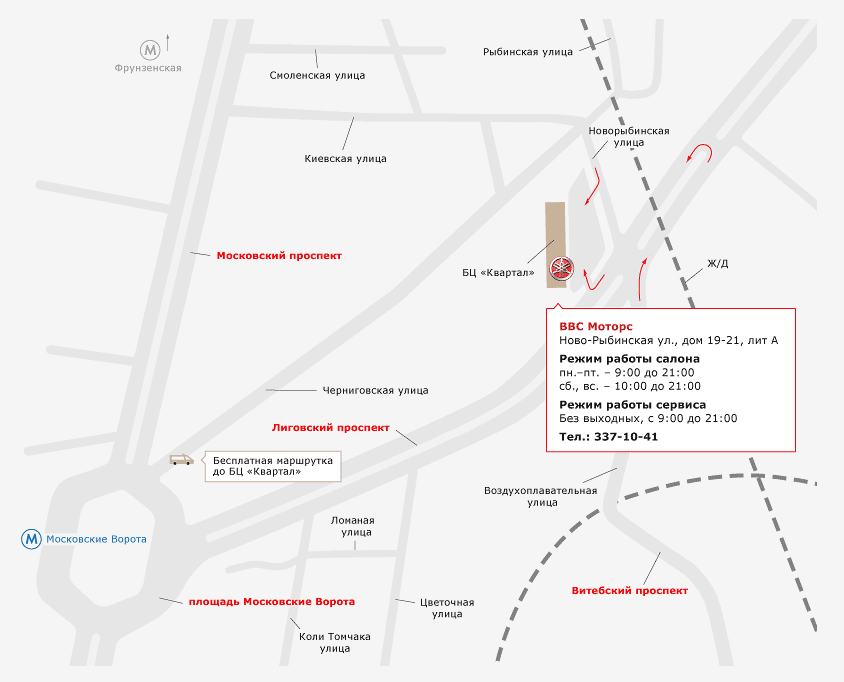 М
Фрунзенская
Смоленская улица
Рыбинская улица
Киевская улица
Новорыбинская
улица
Московский проспект
БЦ «Квартал»
Ж/Д
ВВС Моторс
Ново-Рыбинская ул., дом 19-21, лит А
Режим работы салона
пн.–пт. – 9:00 до 21:00
сб., вс. – 10:00 до 21:00
Режим работы сервиса
Без выходных, с 9:00 до 21:00
Тел.: 337-10-41
Черниговская улица
Лиговский проспект
Бесплатная маршрутка
до БЦ «Квартал»
Воздухоплавательная
улица
Ломаная
улица
М Московские Ворота
Витебский проспект
площадь Московские Ворота
Цветочная
улица
Коли Томчака
улица